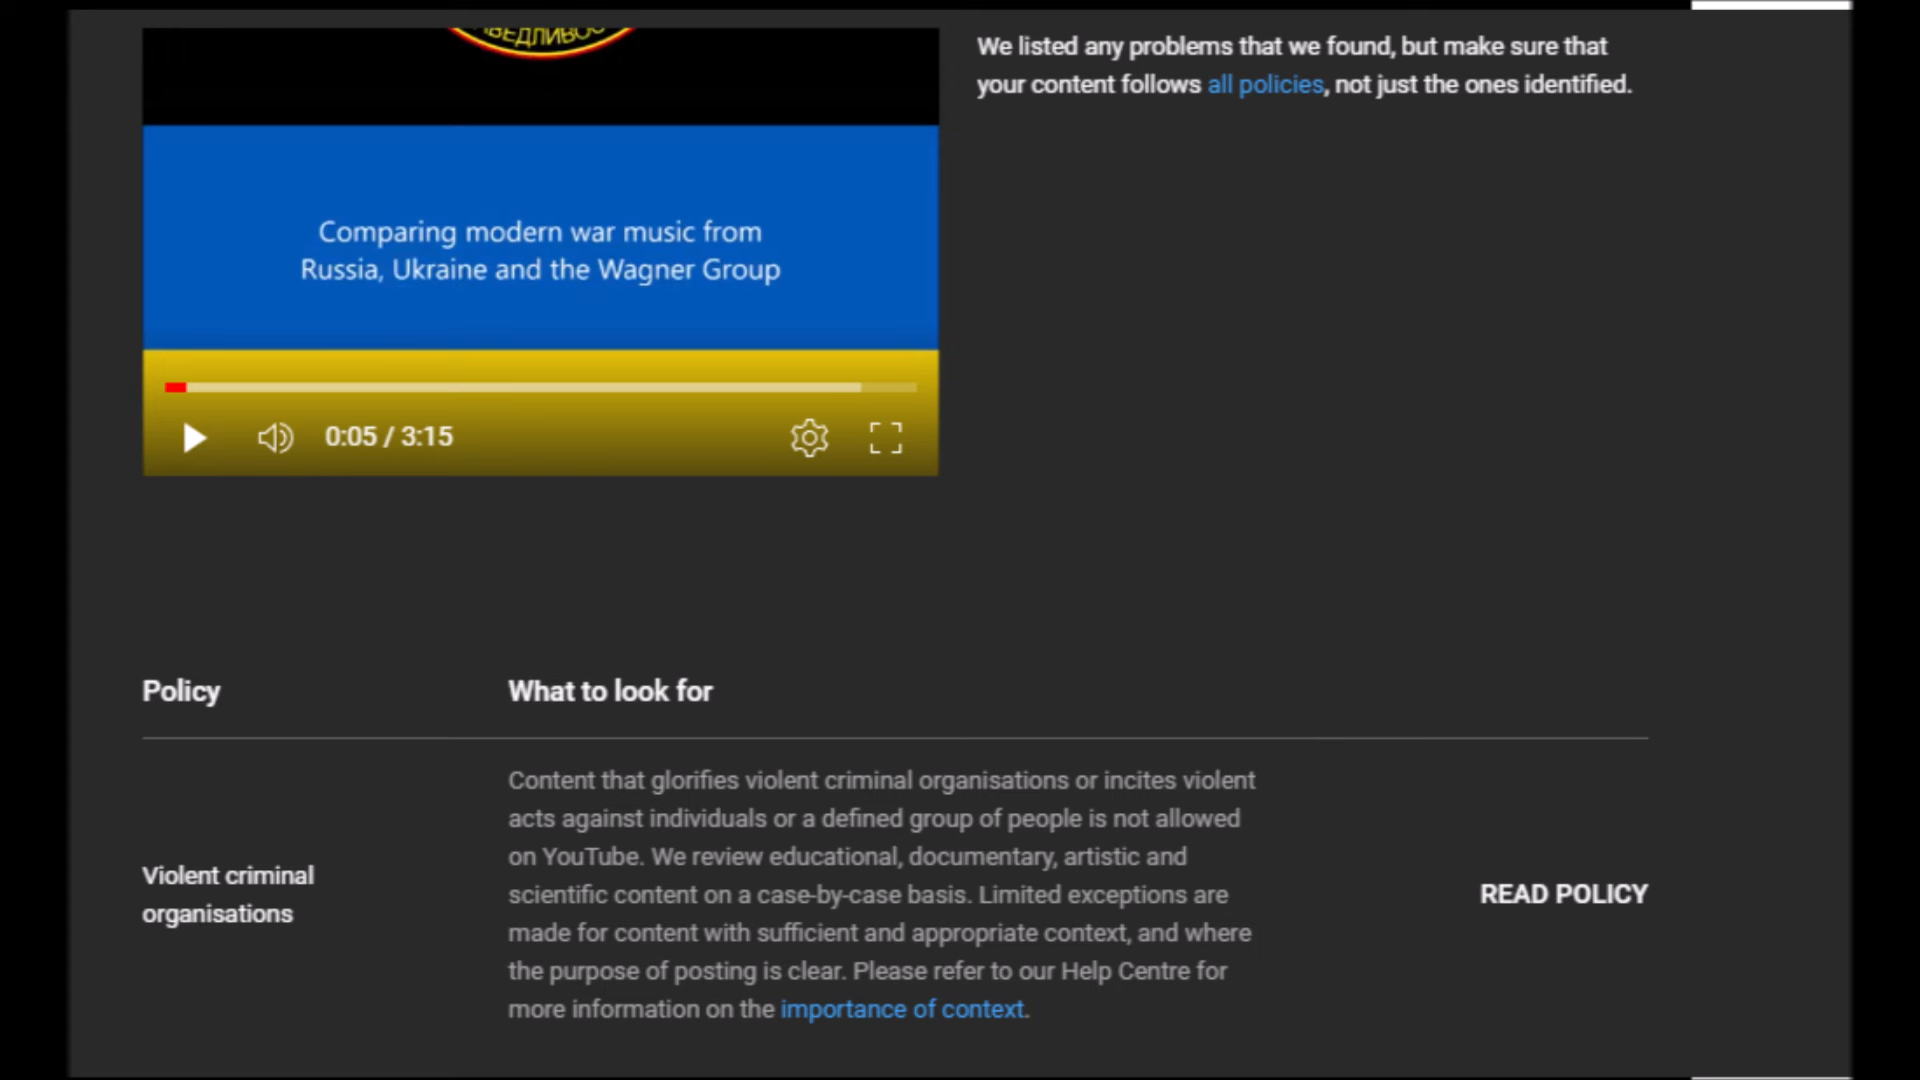 ВЕДЛИВОС
We listed any problems that we found, but make sure that
your content follows all policies, not just the ones identified.
Comparing modern war music from
Russia, Ukraine and the Wagner Group
0:05 / 3:15
Policy
What to look for
Violent criminal
organisations
Content that glorifies violent criminal organisations or incites violent
acts against individuals or a defined group of people is not allowed
on YouTube. We review educational, documentary, artistic and
scientific content on a case-by-case basis. Limited exceptions are
made for content with sufficient and appropriate context, and where
the purpose of posting is clear. Please refer to our Help Centre for
more information on the importance of context.
READ POLICY